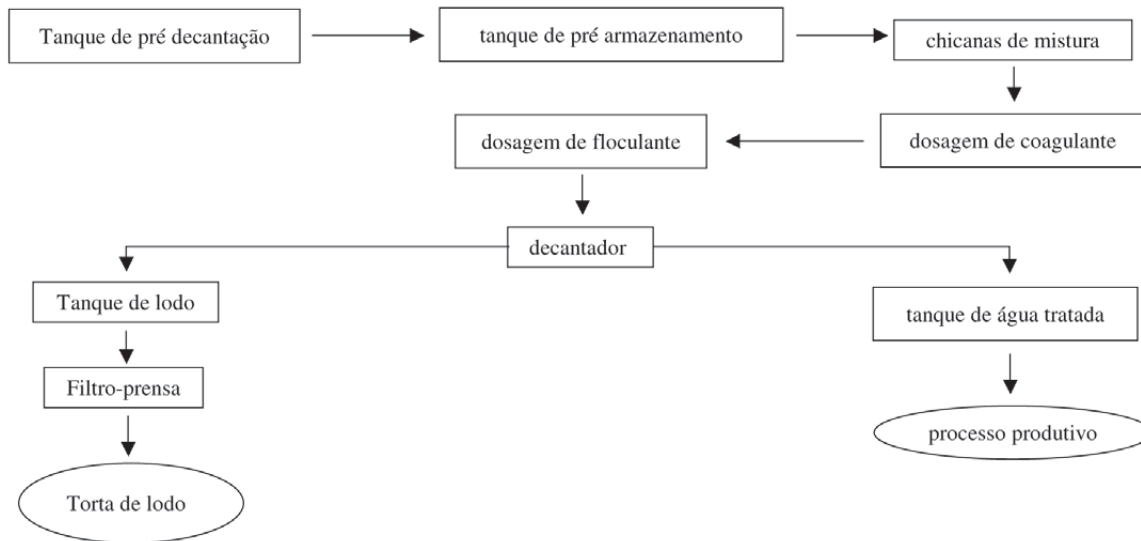 Tanque de pré decantação
tanque de pré armazenamento
chicanas de mistura
dosagem de coagulante
dosagem de floculante
decantador
Tanque de lodo
tanque de água tratada
Filtro-prensa
processo produtivo
Torta de lodo